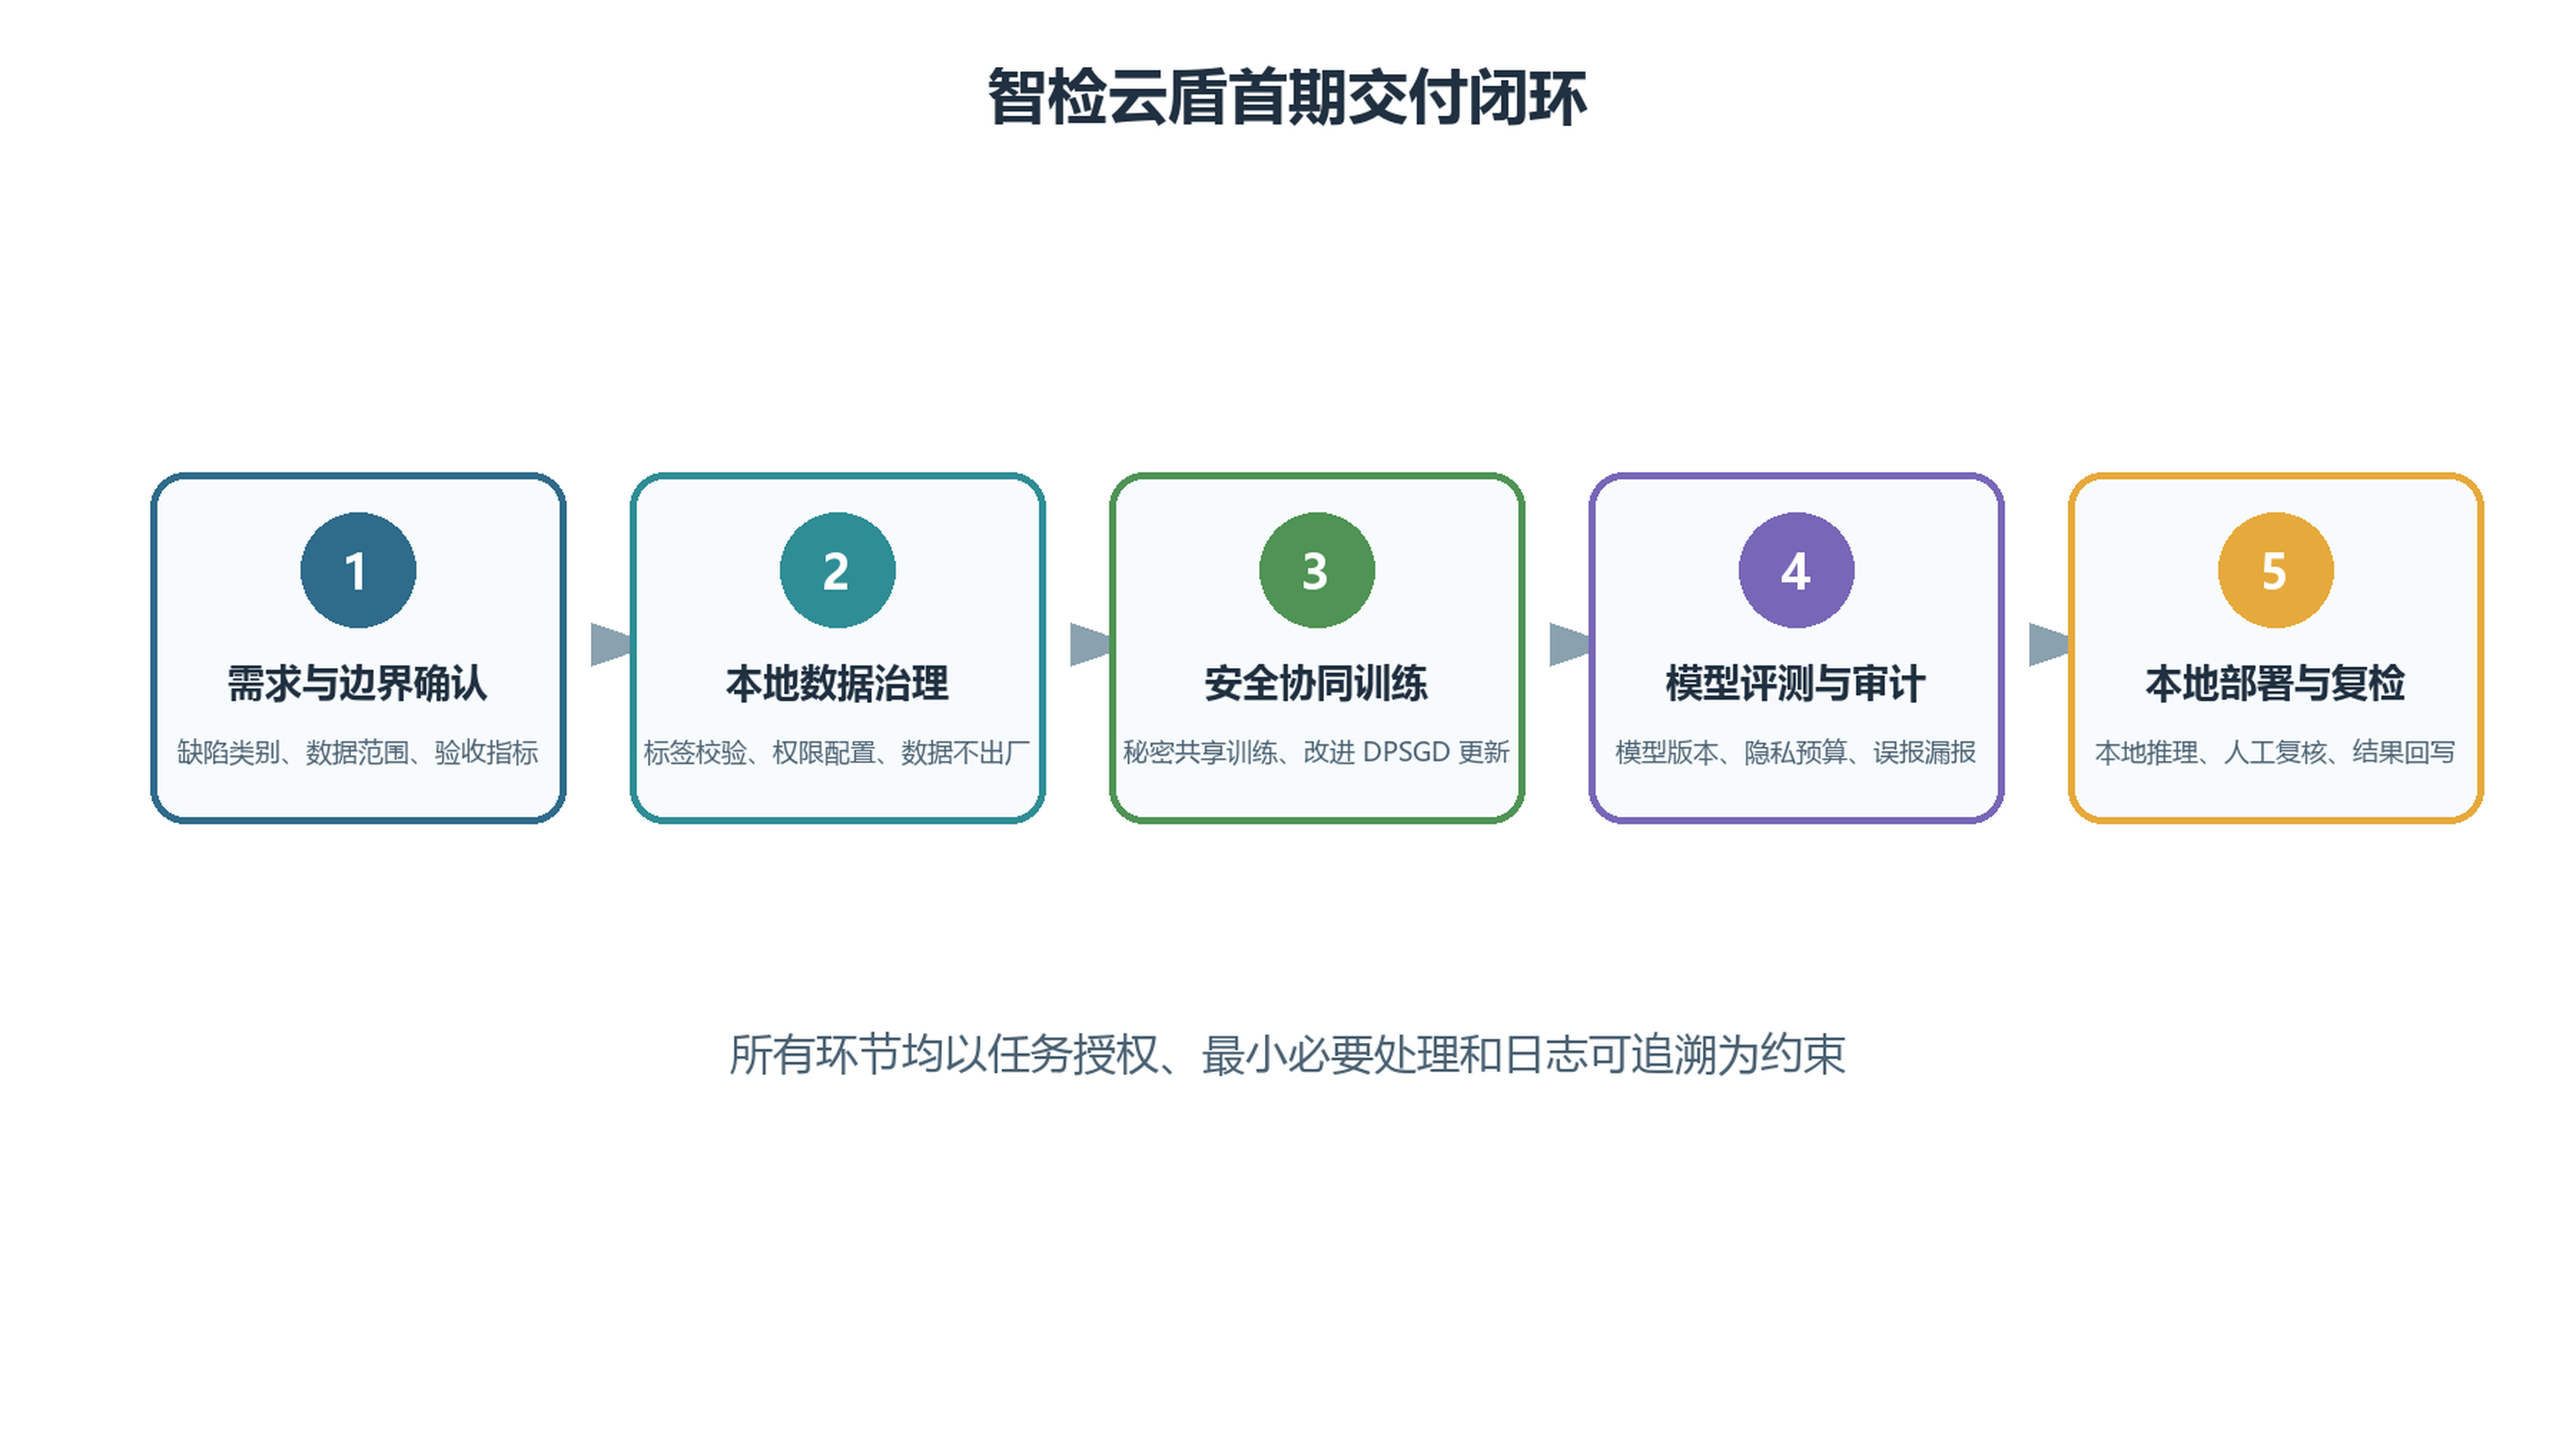 智检云盾首期交付闭环
1
需求与边界确认
缺陷类别、数据范围、验收指标
2
本地数据治理
标签校验、权限配置、数据不出厂
3
安全协同训练
秘密共享训练、改进 DPSGD 更新
4
模型评测与审计
模型版本、隐私预算、误报漏报
5
本地部署与复检
本地推理、人工复核、结果回写
所有环节均以任务授权、最小必要处理和日志可追溯为约束